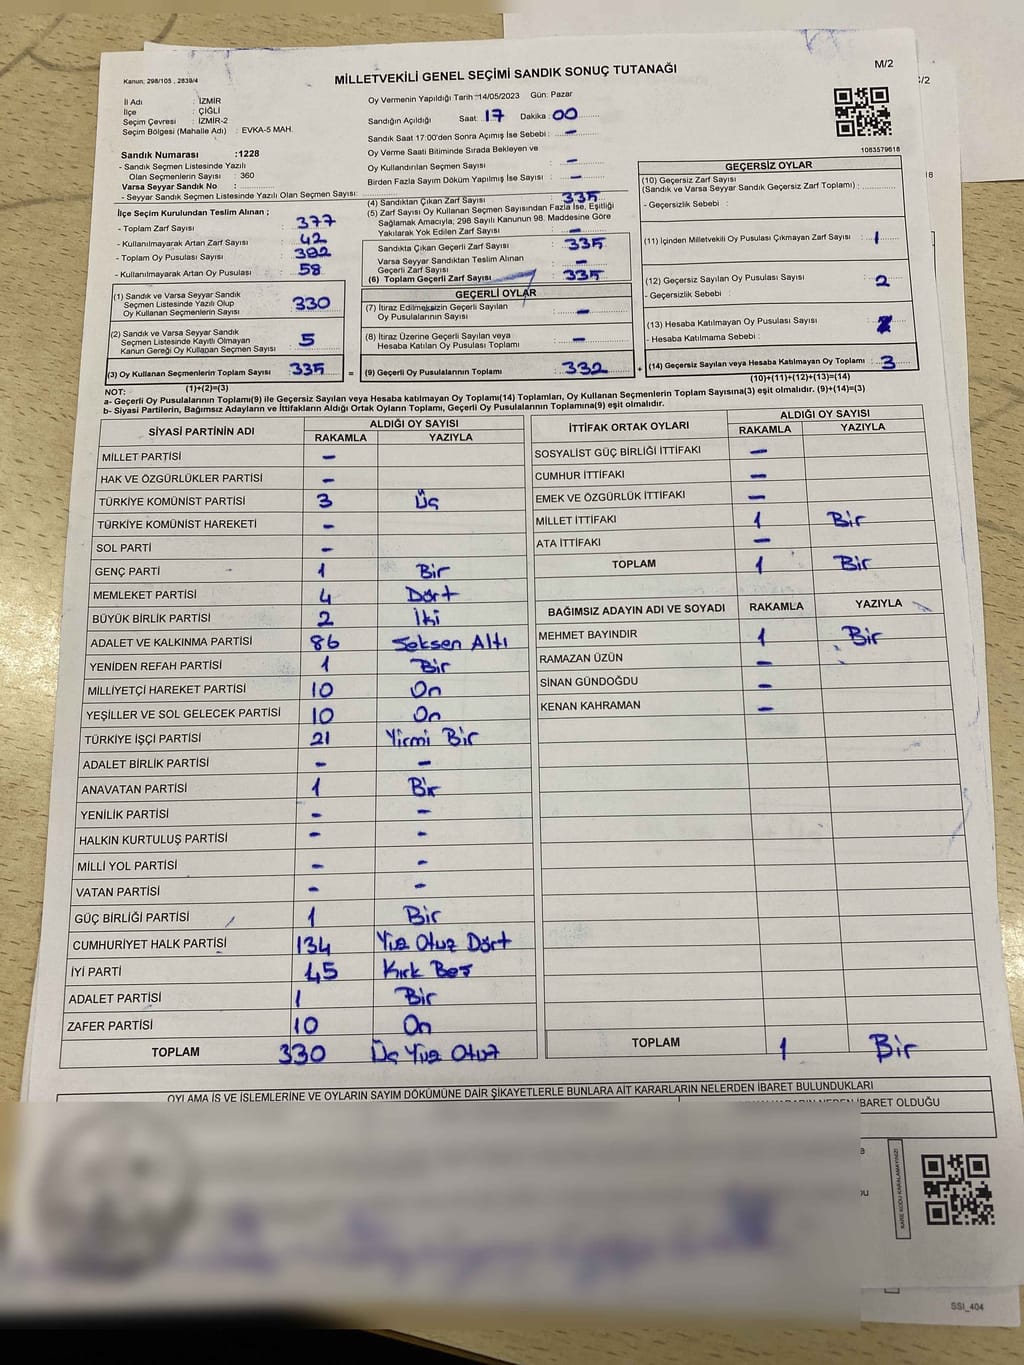 Kanun: 298/105 , 2839/4
MİLLETVEKİLİ GENEL SEÇİMİ SANDIK SONUÇ TUTANAĞI
M/2
İl Adı : İZMİR
İlçe : ÇİĞLİ
Seçim Çevresi : İZMİR-2
Seçim Bölgesi (Mahalle Adı) : EVKA-5 MAH.
Sandık Numarası :1228
- Sandık Seçmen Listesinde Yazılı
Olan Seçmenlerin Sayısı : 360
Varsa Seyyar Sandık No :
- Seyyar Sandık Seçmen Listesinde Yazılı Olan Seçmen Sayısı:
Oy Vermenin Yapıldığı Tarih :14/05/2023 Gün: Pazar
Sandığın Açıldığı Saat: 17 Dakika: 00
Sandık Saat 17:00'den Sonra Açımış İse Sebebi : -
Oy Verme Saati Bitiminde Sırada Bekleyen ve
Oy Kullandırılan Seçmen Sayısı : -
Birden Fazla Sayım Döküm Yapılmış İse Sayısı : -
1083579618
İlçe Seçim Kurulundan Teslim Alınan ;
- Toplam Zarf Sayısı : 377
- Kullanılmayarak Artan Zarf Sayısı : 42
- Toplam Oy Pusulası Sayısı : 392
- Kullanılmayarak Artan Oy Pusulası : 58
(1) Sandık ve Varsa Seyyar Sandık
Seçmen Listesinde Yazılı Olup
Oy Kullanan Seçmenlerin Sayısı : 330
(2) Sandık ve Varsa Seyyar Sandık
Seçmen Listesinde Kayıtlı Olmayan
Kanun Gereği Oy Kullanan Seçmen Sayısı : 5
(3) Oy Kullanan Seçmenlerin Toplam Sayısı : 335 =
(1)+(2)=(3)
(4) Sandıktan Çıkan Zarf Sayısı : 335
(5) Zarf Sayısı Oy Kullanan Seçmen Sayısından Fazla İse, Eşitliği
Sağlamak Amacıyla, 298 Sayılı Kanunun 98. Maddesine Göre
Yakılarak Yok Edilen Zarf Sayısı : -
Sandıkta Çıkan Geçerli Zarf Sayısı : 335
Varsa Seyyar Sandıktan Teslim Alınan
Geçerli Zarf Sayısı : -
(6) Toplam Geçerli Zarf Sayısı : 335
GEÇERLİ OYLAR
(7) İtiraz Edilmeksizin Geçerli Sayılan
Oy Pusulalarının Sayısı : -
(8) İtiraz Üzerine Geçerli Sayılan veya
Hesaba Katılan Oy Pusulası Toplamı : -
(9) Geçerli Oy Pusulalarının Toplamı : 332 +
GEÇERSİZ OYLAR
(10) Geçersiz Zarf Sayısı
(Sandık ve Varsa Seyyar Sandık Geçersiz Zarf Toplamı) :
- Geçersizlik Sebebi :
(11) İçinden Milletvekili Oy Pusulası Çıkmayan Zarf Sayısı : 1
(12) Geçersiz Sayılan Oy Pusulası Sayısı : 2
- Geçersizlik Sebebi :
(13) Hesaba Katılmayan Oy Pusulası Sayısı :
- Hesaba Katılmama Sebebi :
(14) Geçersiz Sayılan veya Hesaba Katılmayan Oy Toplamı : 3
(10)+(11)+(12)+(13)=(14)
NOT:
a- Geçerli Oy Pusulalarının Toplamı(9) ile Geçersiz Sayılan veya Hesaba Katılmayan Oy Toplamı(14) Toplamları, Oy Kullanan Seçmenlerin Toplam Sayısına(3) eşit olmalıdır. (9)+(14)=(3)
b- Siyasi Partilerin, Bağımsız Adayların ve İttifakların Aldığı Ortak Oyların Toplamı, Geçerli Oy Pusulalarının Toplamına(9) eşit olmalıdır.
SİYASİ PARTİNİN ADI ALDIĞI OY SAYISI
RAKAMLA YAZIYLA
MİLLET PARTİSİ -
HAK VE ÖZGÜRLÜKLER PARTİSİ -
TÜRKİYE KOMÜNİST PARTİSİ 3 Üç
TÜRKİYE KOMÜNİST HAREKETİ -
SOL PARTİ -
GENÇ PARTİ 1 Bir
MEMLEKET PARTİSİ 4 Dört
BÜYÜK BİRLİK PARTİSİ 2 İki
ADALET VE KALKINMA PARTİSİ 86 Seksen Altı
YENİDEN REFAH PARTİSİ 1 Bir
MİLLİYETÇİ HAREKET PARTİSİ 10 On
YEŞİLLER VE SOL GELECEK PARTİSİ 10 On
TÜRKİYE İŞÇİ PARTİSİ 21 Yirmi Bir
ADALET BİRLİK PARTİSİ - -
ANAVATAN PARTİSİ 1 Bir
YENİLİK PARTİSİ - -
HALKIN KURTULUŞ PARTİSİ - -
MİLLİ YOL PARTİSİ - -
VATAN PARTİSİ - -
GÜÇ BİRLİĞİ PARTİSİ 1 Bir
CUMHURİYET HALK PARTİSİ 134 Yüz Otuz Dört
İYİ PARTİ 45 Kırk Beş
ADALET PARTİSİ 1 Bir
ZAFER PARTİSİ 10 On
TOPLAM 330 Üç Yüz Otuz
İTTİFAK ORTAK OYLARI ALDIĞI OY SAYISI
RAKAMLA YAZIYLA
SOSYALİST GÜÇ BİRLİĞİ İTTİFAKI -
CUMHUR İTTİFAKI -
EMEK VE ÖZGÜRLÜK İTTİFAKI -
MİLLET İTTİFAKI 1 Bir
ATA İTTİFAKI -
TOPLAM 1 Bir
BAĞIMSIZ ADAYIN ADI VE SOYADI RAKAMLA YAZIYLA
MEHMET BAYINDIR 1 Bir
RAMAZAN ÜZÜN -
SİNAN GÜNDOĞDU -
KENAN KAHRAMAN -
TOPLAM 1 Bir
OYLAMA İŞ VE İŞLEMLERİNE VE OYLARIN SAYIM DÖKÜMÜNE DAİR ŞİKAYETLERLE BUNLARA AİT KARARLARIN NELERDEN İBARET BULUNDUKLARI
KARARIN NEDEN İBARET OLDUĞU
KARE KODU KARALAMAYINIZ!
SSI_404